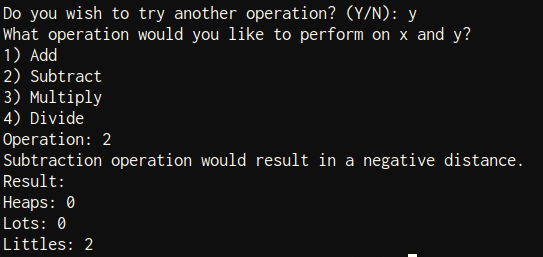 Do you wish to try another operation? (Y/N): y
What operation would you like to perform on x and y?
1) Add
2) Subtract
3) Multiply
4) Divide
Operation: 2
Subtraction operation would result in a negative distance.
Result:
Heaps: 0
Lots: 0
Littles: 2